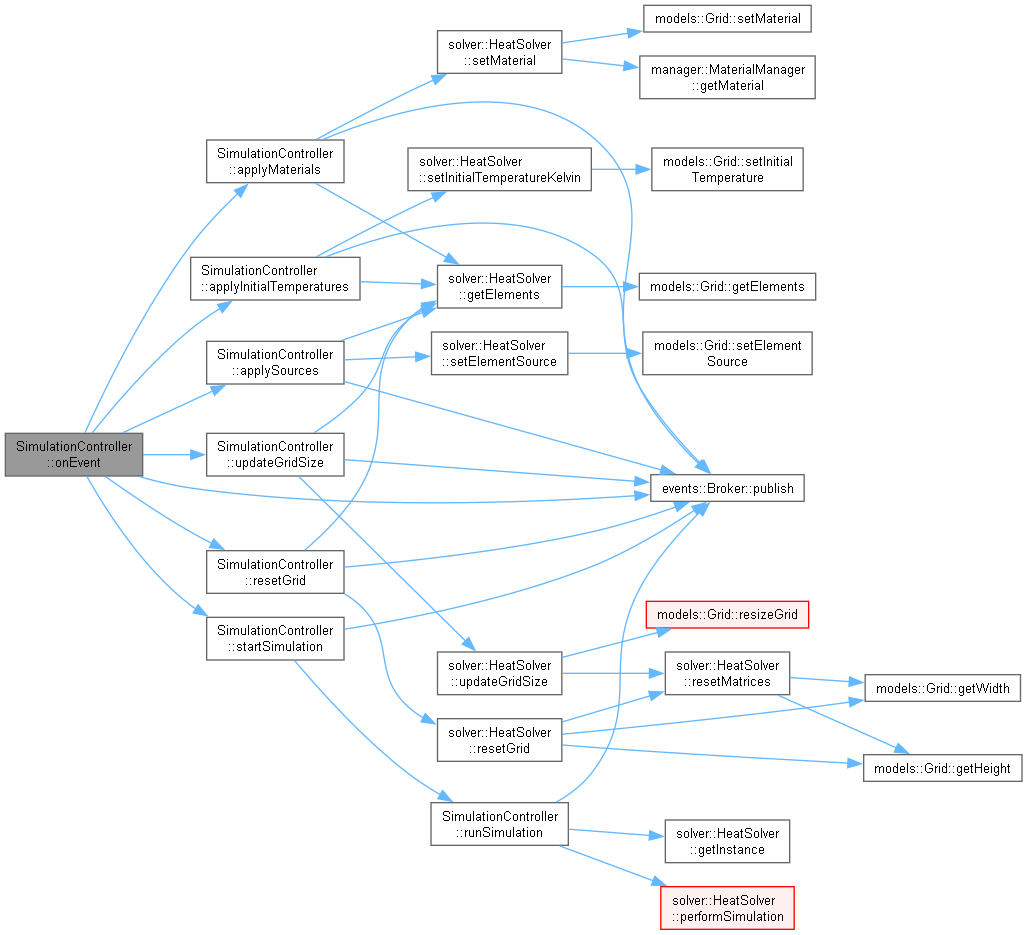 models::Grid::setMaterial
solver::HeatSolver
::setMaterial
manager::MaterialManager
::getMaterial
SimulationController
::applyMaterials
solver::HeatSolver
::setInitialTemperatureKelvin
models::Grid::setInitial
Temperature
SimulationController
::applyInitialTemperatures
solver::HeatSolver
::getElements
models::Grid::getElements
SimulationController
::applySources
solver::HeatSolver
::setElementSource
models::Grid::setElement
Source
SimulationController
::onEvent
SimulationController
::updateGridSize
events::Broker::publish
SimulationController
::resetGrid
SimulationController
::startSimulation
models::Grid::resizeGrid
solver::HeatSolver
::updateGridSize
solver::HeatSolver
::resetMatrices
models::Grid::getWidth
solver::HeatSolver
::resetGrid
models::Grid::getHeight
SimulationController
::runSimulation
solver::HeatSolver
::getInstance
solver::HeatSolver
::performSimulation